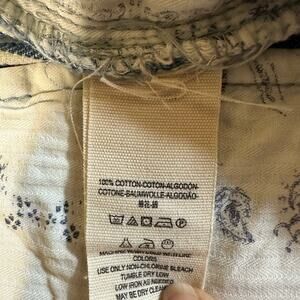 100% COTTON-COTON-ALGODÓN-
COTONE-BAUMWOLLE-ALGODÃO
MACHINE WASH COLD
COLORS.
USE ONLY NON-CHLORINE BLEACH
TUMBLE DRY LOW
LOW IRON AS NEEDED
MAY BE DRY CLEAN